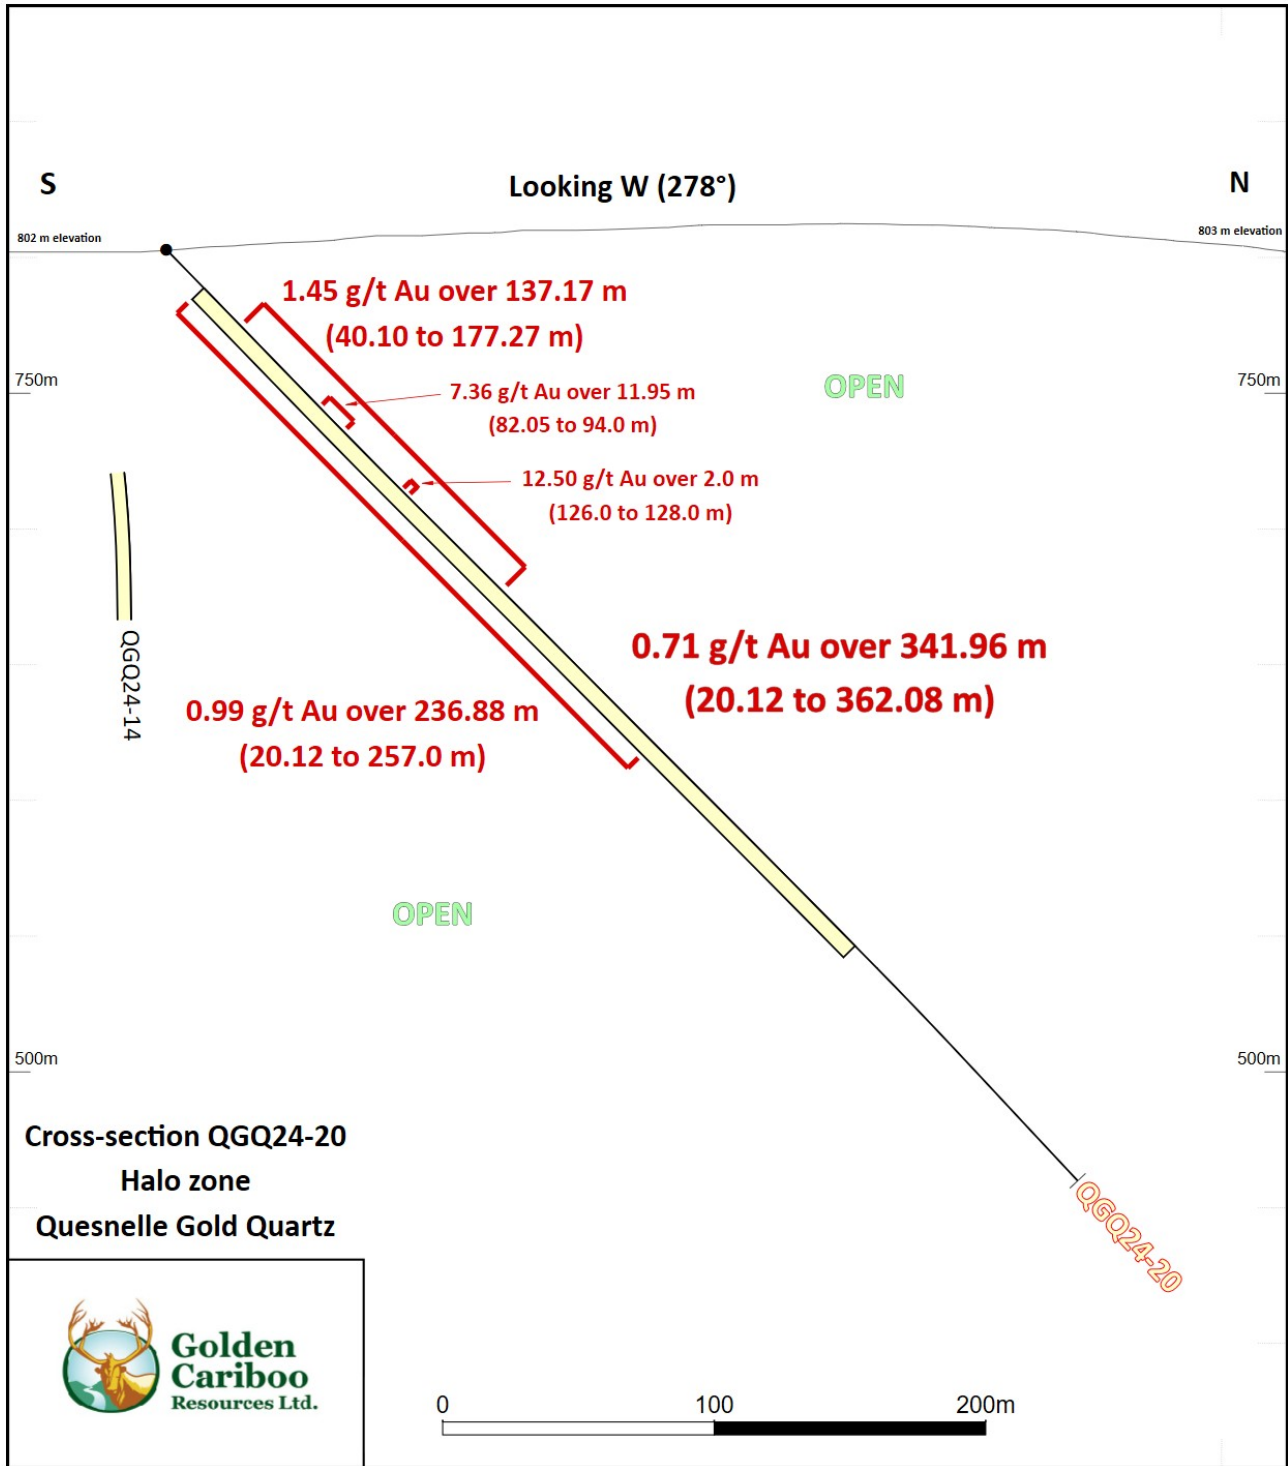 S
Looking W (278°)
N
802 m elevation
803 m elevation
1.45 g/t Au over 137.17 m
(40.10 to 177.27 m)
750m
OPEN
750m
7.36 g/t Au over 11.95 m
(82.05 to 94.0 m)
12.50 g/t Au over 2.0 m
(126.0 to 128.0 m)
QGQ24-14
0.71 g/t Au over 341.96 m
(20.12 to 362.08 m)
0.99 g/t Au over 236.88 m
(20.12 to 257.0 m)
OPEN
500m
500m
Cross-section QGQ24-20
Halo zone
Quesnelle Gold Quartz
QGQ24-20
Golden
Cariboo
Resources Ltd.
0
100
200m